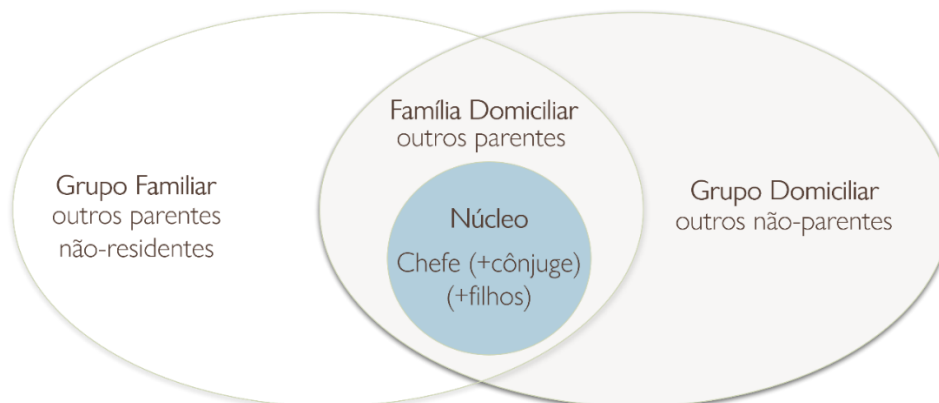 Grupo Familiar
outros parentes
não-residentes
Família Domiciliar
outros parentes
Núcleo
Chefe (+cônjuge)
(+filhos)
Grupo Domiciliar
outros não-parentes